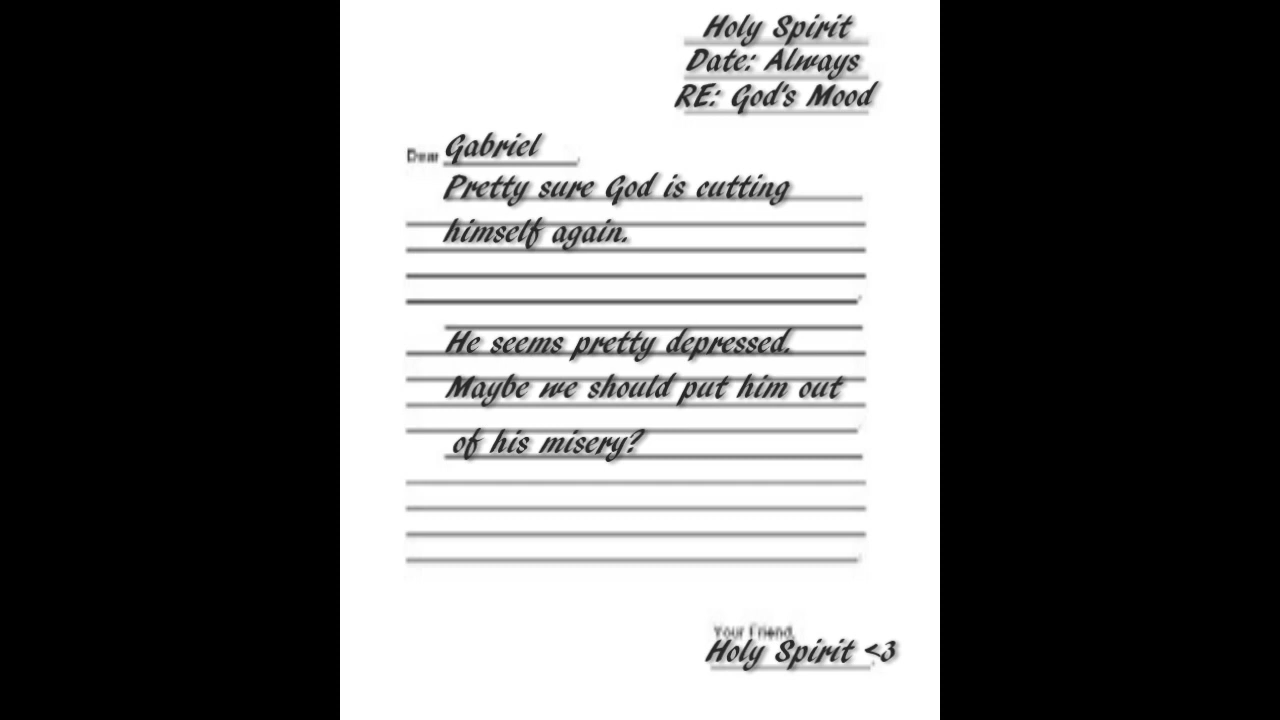 Holy Spirit
Date: Always
RE: God's Mood
Dear Gabriel
Pretty sure God is cutting
himself again.
He seems pretty depressed.
Maybe we should put him out
of his misery?
Your Friend,
Holy Spirit <3